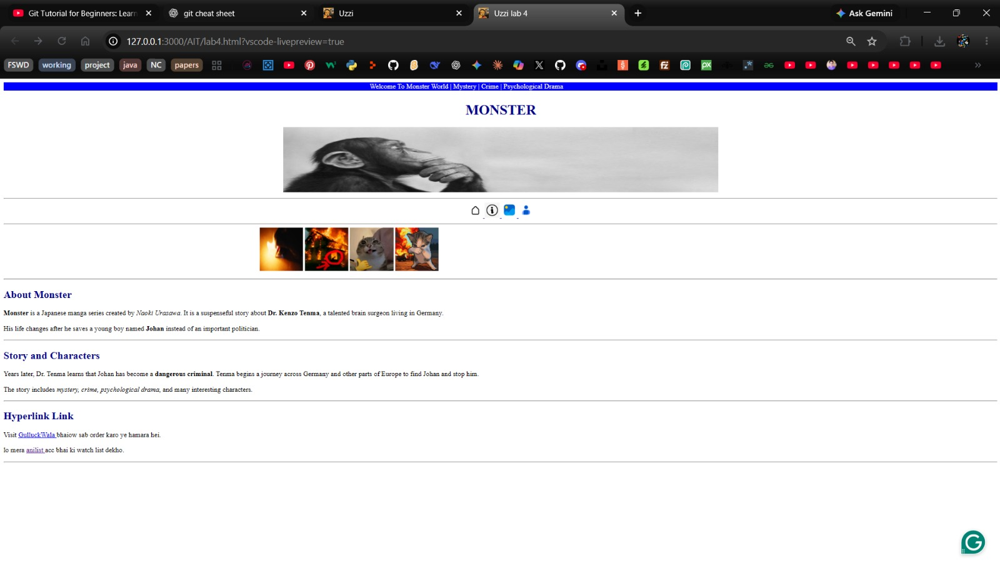 Git Tutorial for Beginners: Learn
git cheat sheet
Uzzi
Uzzi lab 4
Ask Gemini
127.0.0.1:3000/AIT/lab4.html?vscode-livepreview=true
FSWD working project java NC papers
Welcome To Monster World | Mystery | Crime | Psychological Drama
MONSTER
About Monster
Monster is a Japanese manga series created by Naoki Urasawa. It is a suspenseful story about Dr. Kenzo Tenma, a talented brain surgeon living in Germany.
His life changes after he saves a young boy named Johan instead of an important politician.
Story and Characters
Years later, Dr. Tenma learns that Johan has become a dangerous criminal. Tenma begins a journey across Germany and other parts of Europe to find Johan and stop him.
The story includes mystery, crime, psychological drama, and many interesting characters.
Hyperlink Link
Visit GulluckWala bhaiow sab order karo ye hamara hei.
lo mera anilist acc bhai ki watch list dekho.